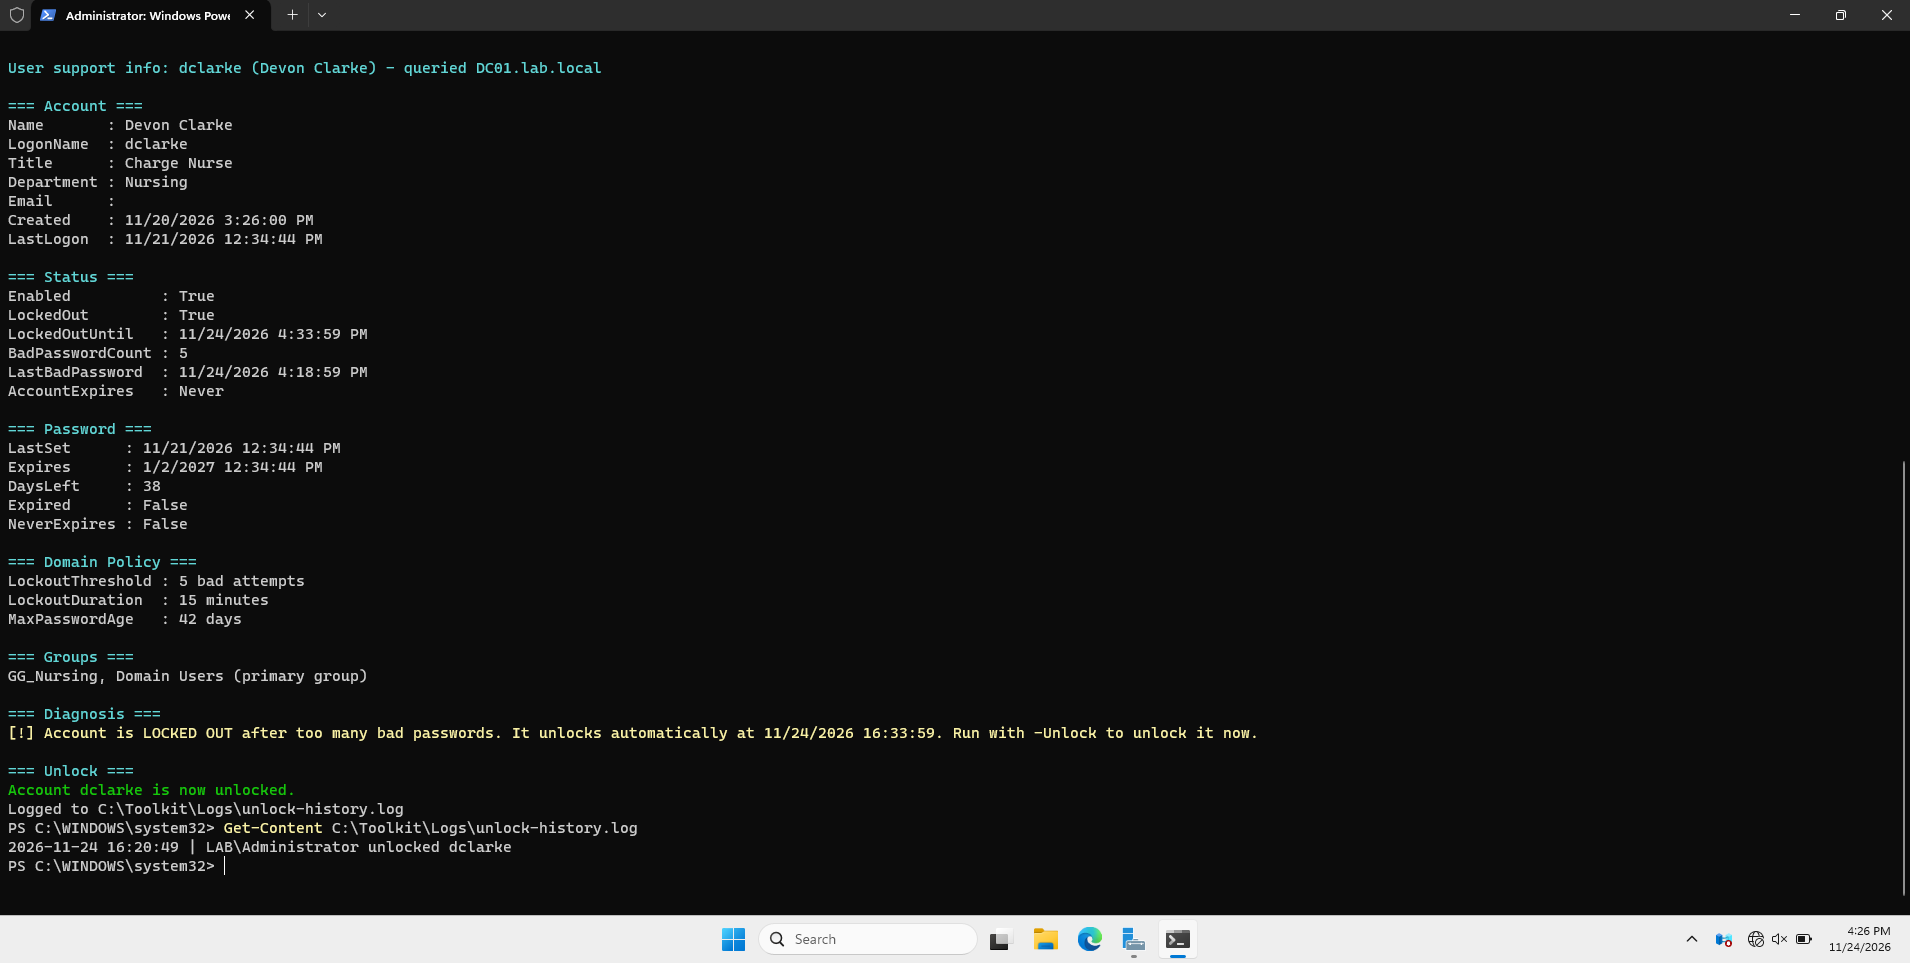 Administrator: Windows Powe
User support info: dclarke (Devon Clarke) - queried DC01.lab.local
=== Account ===
Name       : Devon Clarke
LogonName  : dclarke
Title      : Charge Nurse
Department : Nursing
Email      :
Created    : 11/20/2026 3:26:00 PM
LastLogon  : 11/21/2026 12:34:44 PM
=== Status ===
Enabled          : True
LockedOut        : True
LockedOutUntil   : 11/24/2026 4:33:59 PM
BadPasswordCount : 5
LastBadPassword  : 11/24/2026 4:18:59 PM
AccountExpires   : Never
=== Password ===
LastSet      : 11/21/2026 12:34:44 PM
Expires      : 1/2/2027 12:34:44 PM
DaysLeft     : 38
Expired      : False
NeverExpires : False
=== Domain Policy ===
LockoutThreshold : 5 bad attempts
LockoutDuration  : 15 minutes
MaxPasswordAge   : 42 days
=== Groups ===
GG_Nursing, Domain Users (primary group)
=== Diagnosis ===
[!] Account is LOCKED OUT after too many bad passwords. It unlocks automatically at 11/24/2026 16:33:59. Run with -Unlock to unlock it now.
=== Unlock ===
Account dclarke is now unlocked.
Logged to C:\Toolkit\Logs\unlock-history.log
PS C:\WINDOWS\system32> Get-Content C:\Toolkit\Logs\unlock-history.log
2026-11-24 16:20:49 | LAB\Administrator unlocked dclarke
PS C:\WINDOWS\system32>
Search
4:26 PM
11/24/2026